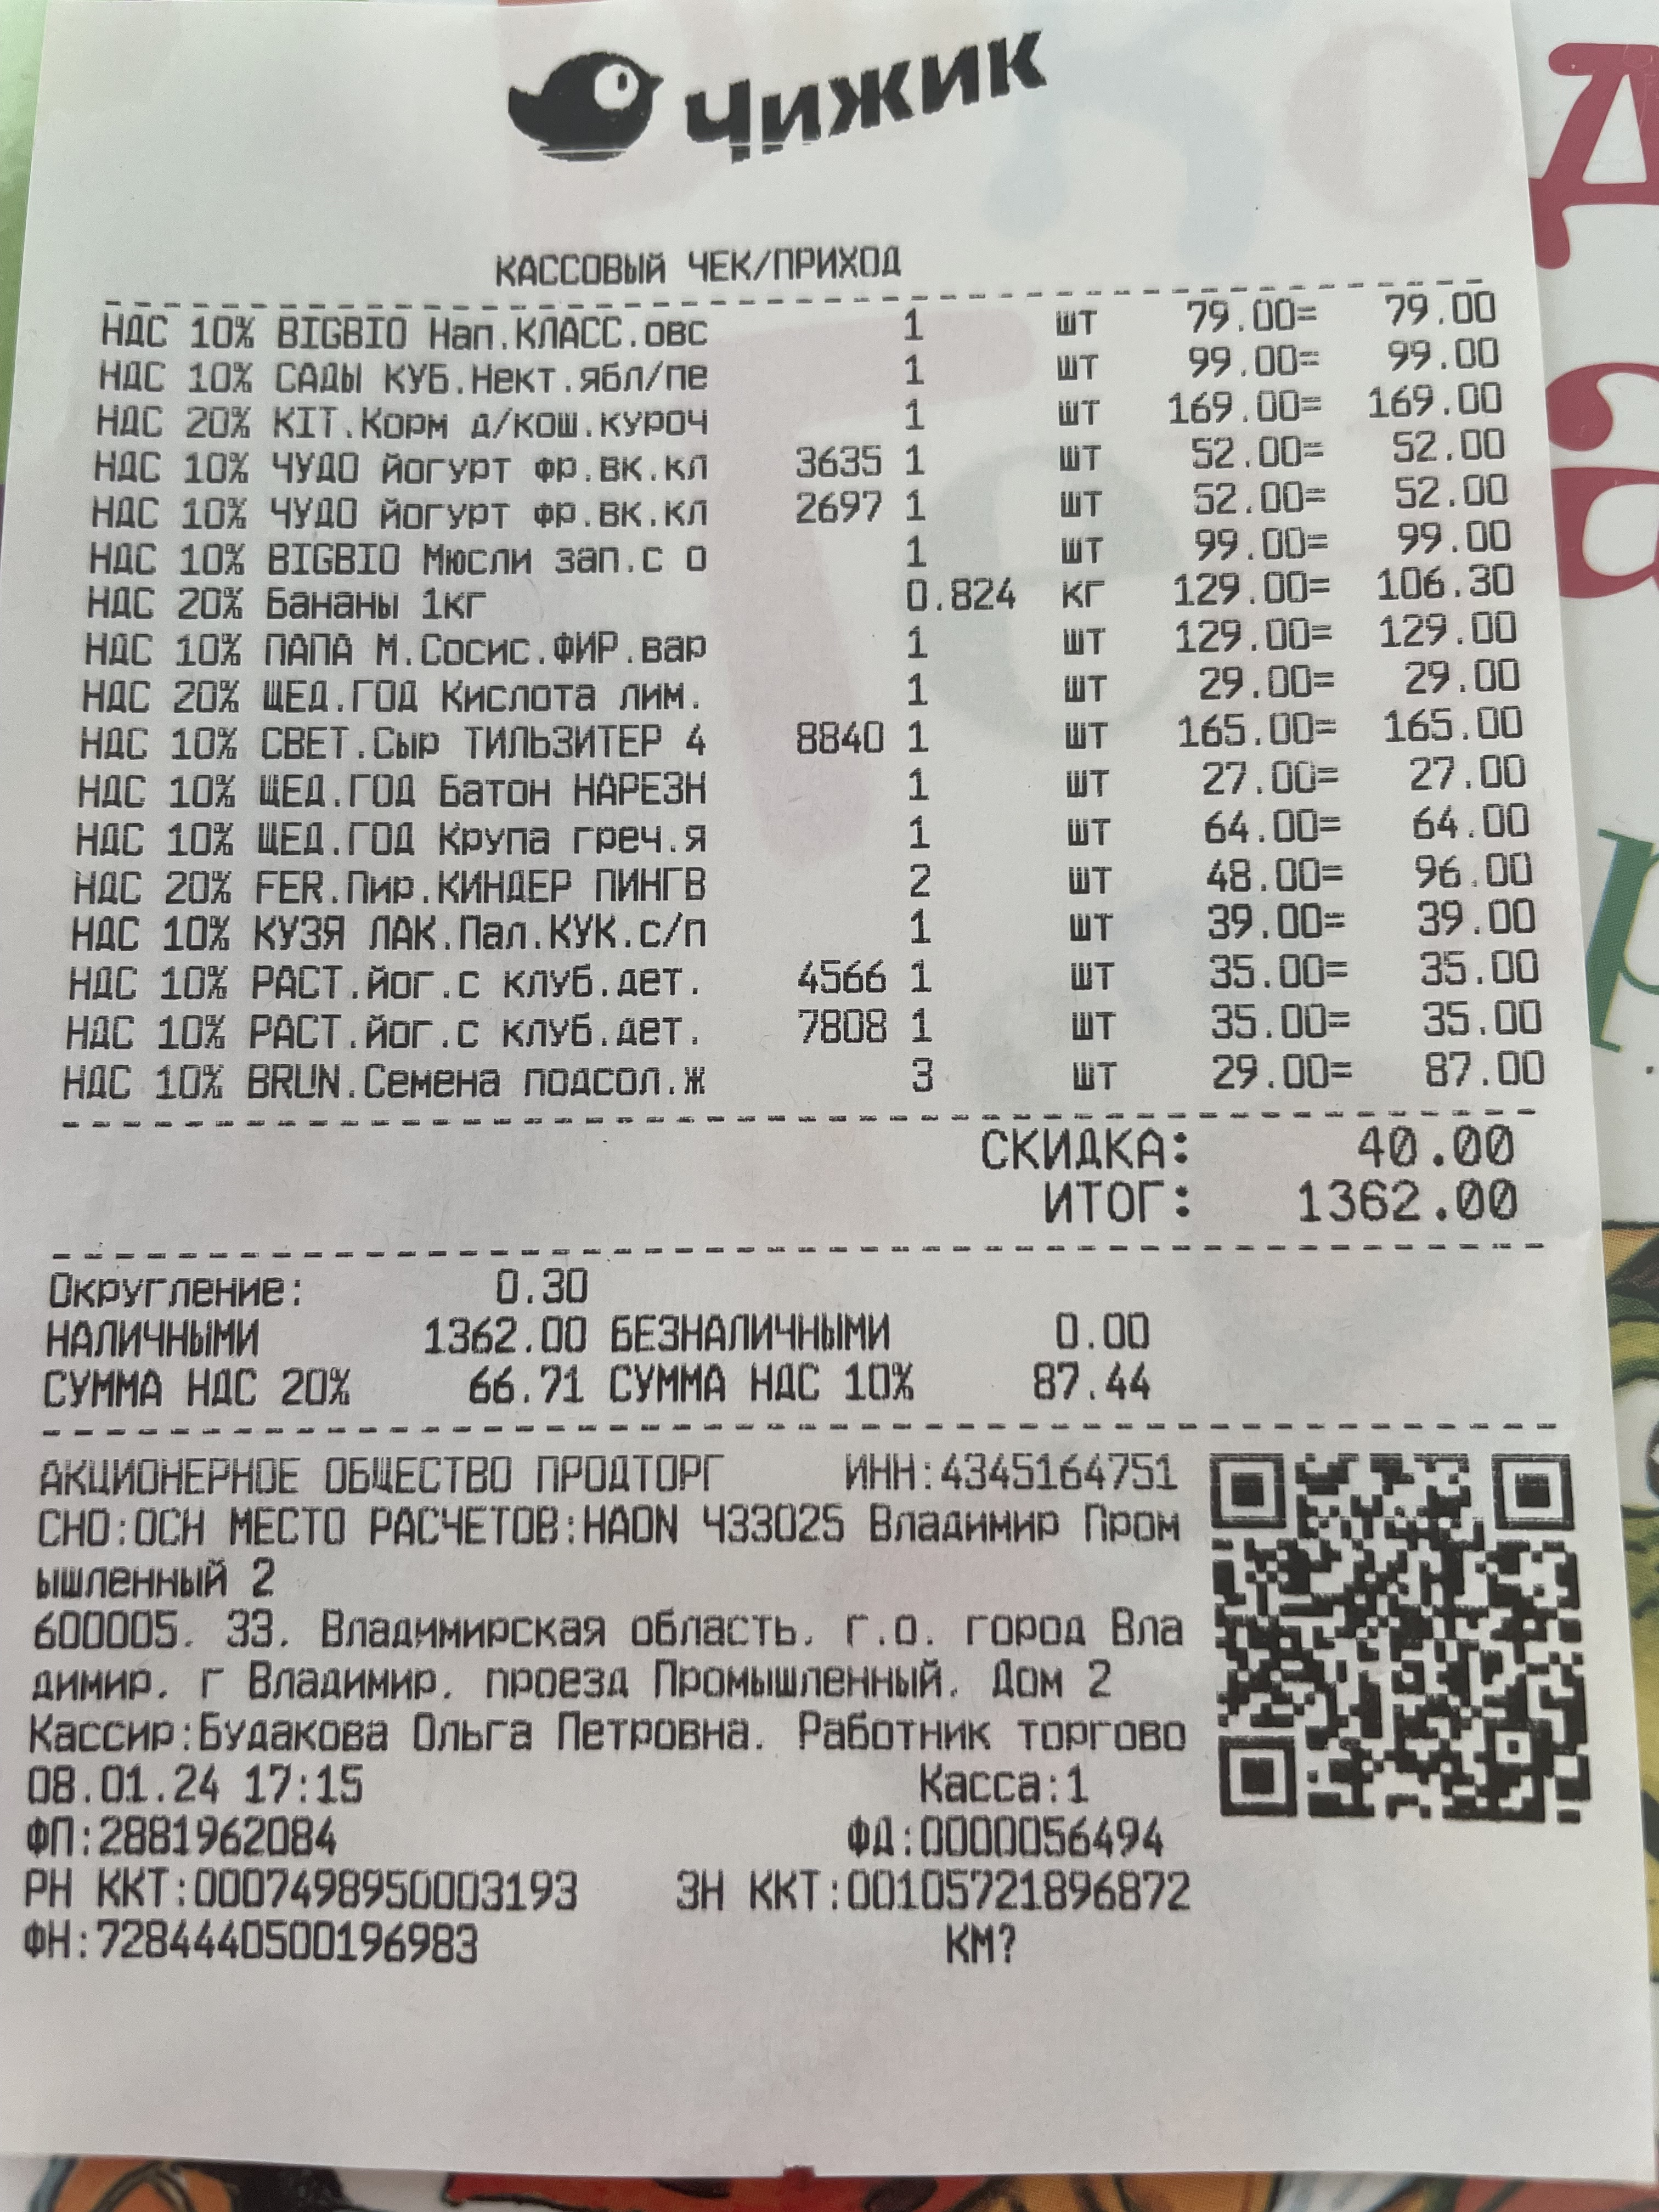 Чижик
КАССОВЫЙ ЧЕК/ПРИХОД
НДС 10% BIGBIO Нап.КЛАСС.овс 1 шт 79.00= 79.00
НДС 10% САДЫ КУБ.Нект.ябл/пе 1 шт 99.00= 99.00
НДС 20% KIT.Корм д/кош.куроч 1 шт 169.00= 169.00
НДС 10% ЧУДО йогурт фр.вк.кл 3635 1 шт 52.00= 52.00
НДС 10% ЧУДО йогурт фр.вк.кл 2697 1 шт 52.00= 52.00
НДС 10% BIGBIO Мюсли зап.с о 1 шт 99.00= 99.00
НДС 20% Бананы 1кг 0.824 кг 129.00= 106.30
НДС 10% ПАПА М.Сосис.ФИР.вар 1 шт 129.00= 129.00
НДС 20% ЩЕД.ГОД Кислота лим. 1 шт 29.00= 29.00
НДС 10% СВЕТ.Сыр ТИЛЬЗИТЕР 4 8840 1 шт 165.00= 165.00
НДС 10% ЩЕД.ГОД Батон НАРЕЗН 1 шт 27.00= 27.00
НДС 10% ЩЕД.ГОД Крупа греч.я 1 шт 64.00= 64.00
НДС 20% FER.Пир.КИНДЕР ПИНГВ 2 шт 48.00= 96.00
НДС 10% КУЗЯ ЛАК.Пал.КУК.с/п 1 шт 39.00= 39.00
НДС 10% РАСТ.йог.с клуб.дет. 4566 1 шт 35.00= 35.00
НДС 10% РАСТ.йог.с клуб.дет. 7808 1 шт 35.00= 35.00
НДС 10% BRUN.Семена подсол.ж 3 шт 29.00= 87.00
СКИДКА: 40.00
ИТОГ: 1362.00
Округление: 0.30
НАЛИЧНЫМИ 1362.00 БЕЗНАЛИЧНЫМИ 0.00
СУММА НДС 20% 66.71 СУММА НДС 10% 87.44
АКЦИОНЕРНОЕ ОБЩЕСТВО ПРОДТОРГ ИНН:4345164751
СНО:ОСН МЕСТО РАСЧЕТОВ:HAON Ч33025 Владимир Пром
ышленный 2
600005, 33, Владимирская область, г.о. город Вла
димир, г Владимир, проезд Промышленный, Дом 2
Кассир:Будакова Ольга Петровна, Работник торгово
08.01.24 17:15 Касса:1
ФП:2881962084 ФД:0000056494
РН ККТ:0007498950003193 ЗН ККТ:00105721896872
ФН:7284440500196983 КМ?